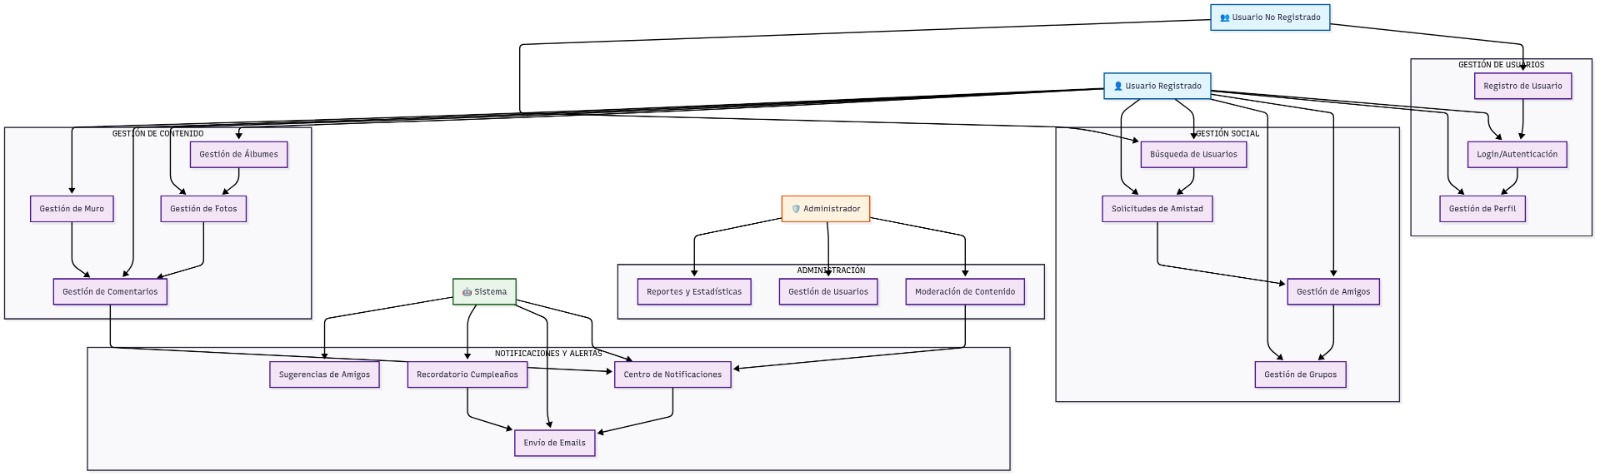 👥 Usuario No Registrado
GESTIÓN DE USUARIOS
👤 Usuario Registrado
Registro de Usuario
GESTIÓN DE CONTENIDO
GESTIÓN SOCIAL
Gestión de Álbumes
Búsqueda de Usuarios
Login/Autenticación
Gestión de Muro
Gestión de Fotos
🛡️ Administrador
Solicitudes de Amistad
Gestión de Perfil
ADMINISTRACIÓN
Gestión de Comentarios
🤖 Sistema
Reportes y Estadísticas
Gestión de Usuarios
Moderación de Contenido
Gestión de Amigos
NOTIFICACIONES Y ALERTAS
Sugerencias de Amigos
Recordatorio Cumpleaños
Centro de Notificaciones
Gestión de Grupos
Envío de Emails